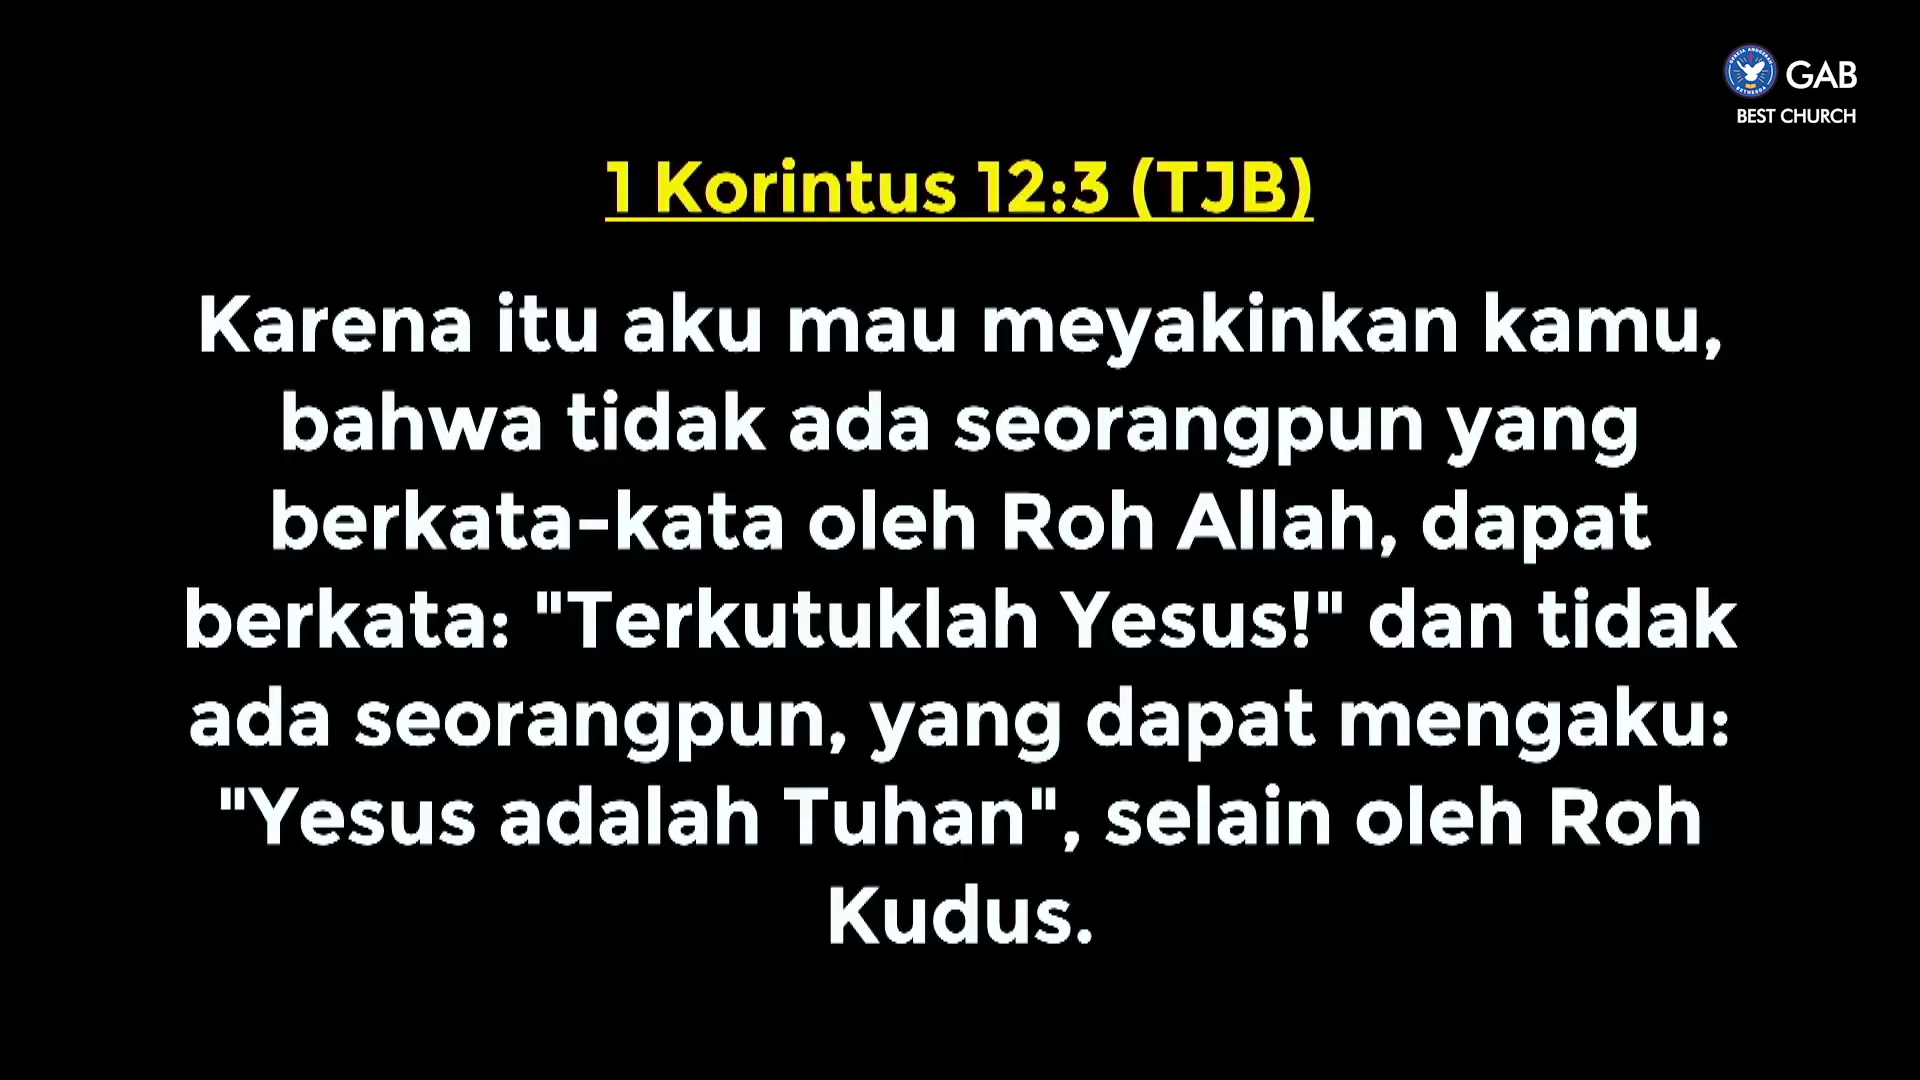 GAB
BEST CHURCH
1 Korintus 12:3 (TJB)
Karena itu aku mau meyakinkan kamu,
bahwa tidak ada seorangpun yang
berkata-kata oleh Roh Allah, dapat
berkata: "Terkutuklah Yesus!" dan tidak
ada seorangpun, yang dapat mengaku:
"Yesus adalah Tuhan", selain oleh Roh
Kudus.